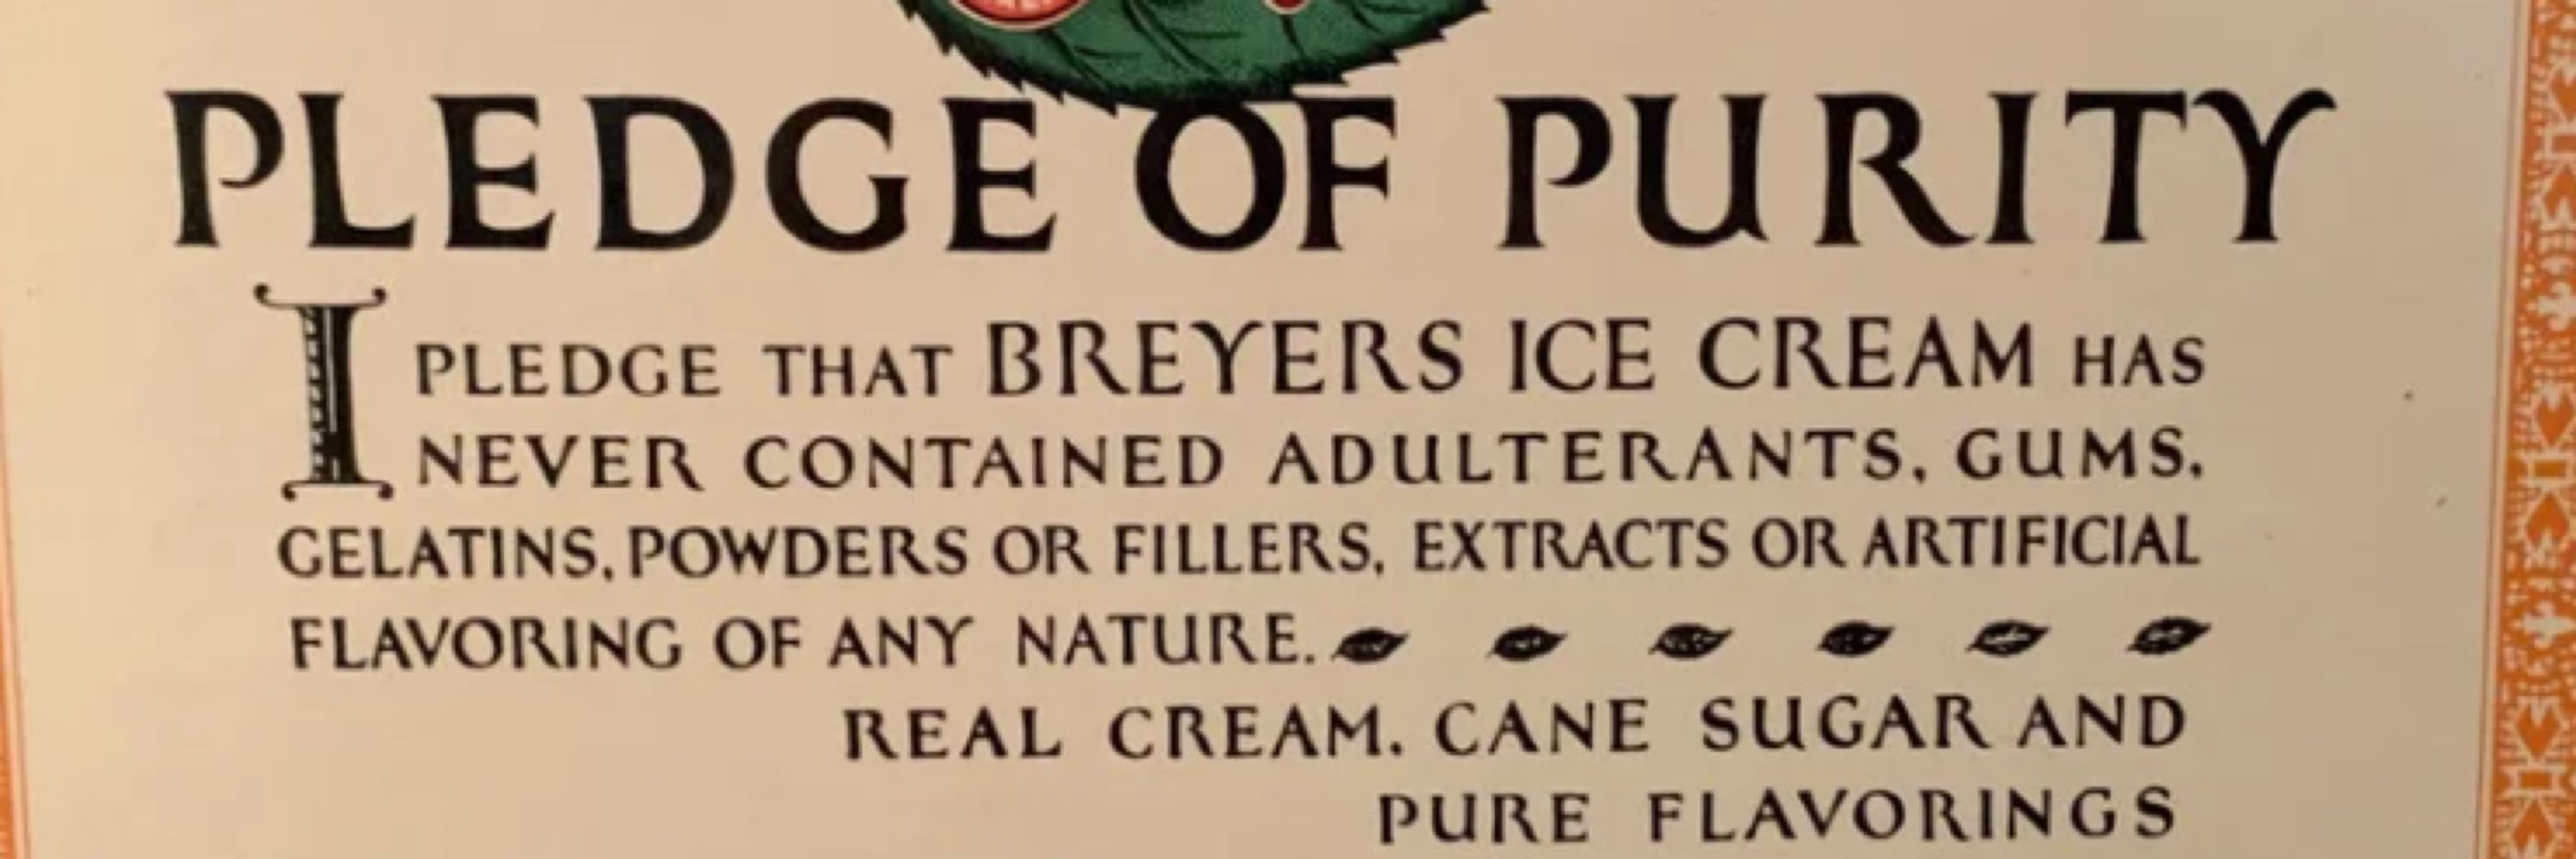 PLEDGE OF PURITY
I PLEDGE THAT BREYERS ICE CREAM HAS
NEVER CONTAINED ADULTERANTS, GUMS,
GELATINS, POWDERS OR FILLERS, EXTRACTS OR ARTIFICIAL
FLAVORING OF ANY NATURE.
REAL CREAM, CANE SUGAR AND
PURE FLAVORINGS